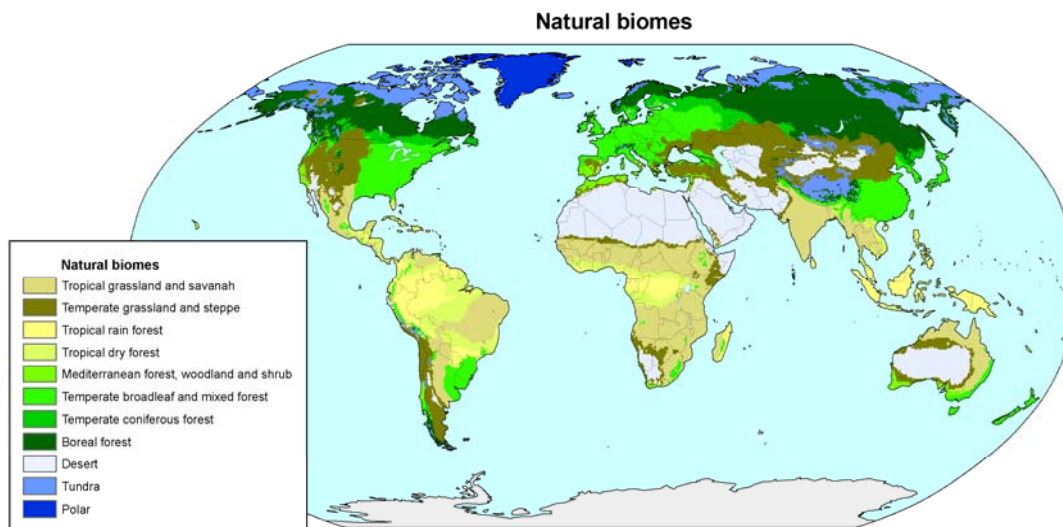 Natural biomes
Natural biomes
Tropical grassland and savanah
Temperate grassland and steppe
Tropical rain forest
Tropical dry forest
Mediterranean forest, woodland and shrub
Temperate broadleaf and mixed forest
Temperate coniferous forest
Boreal forest
Desert
Tundra
Polar